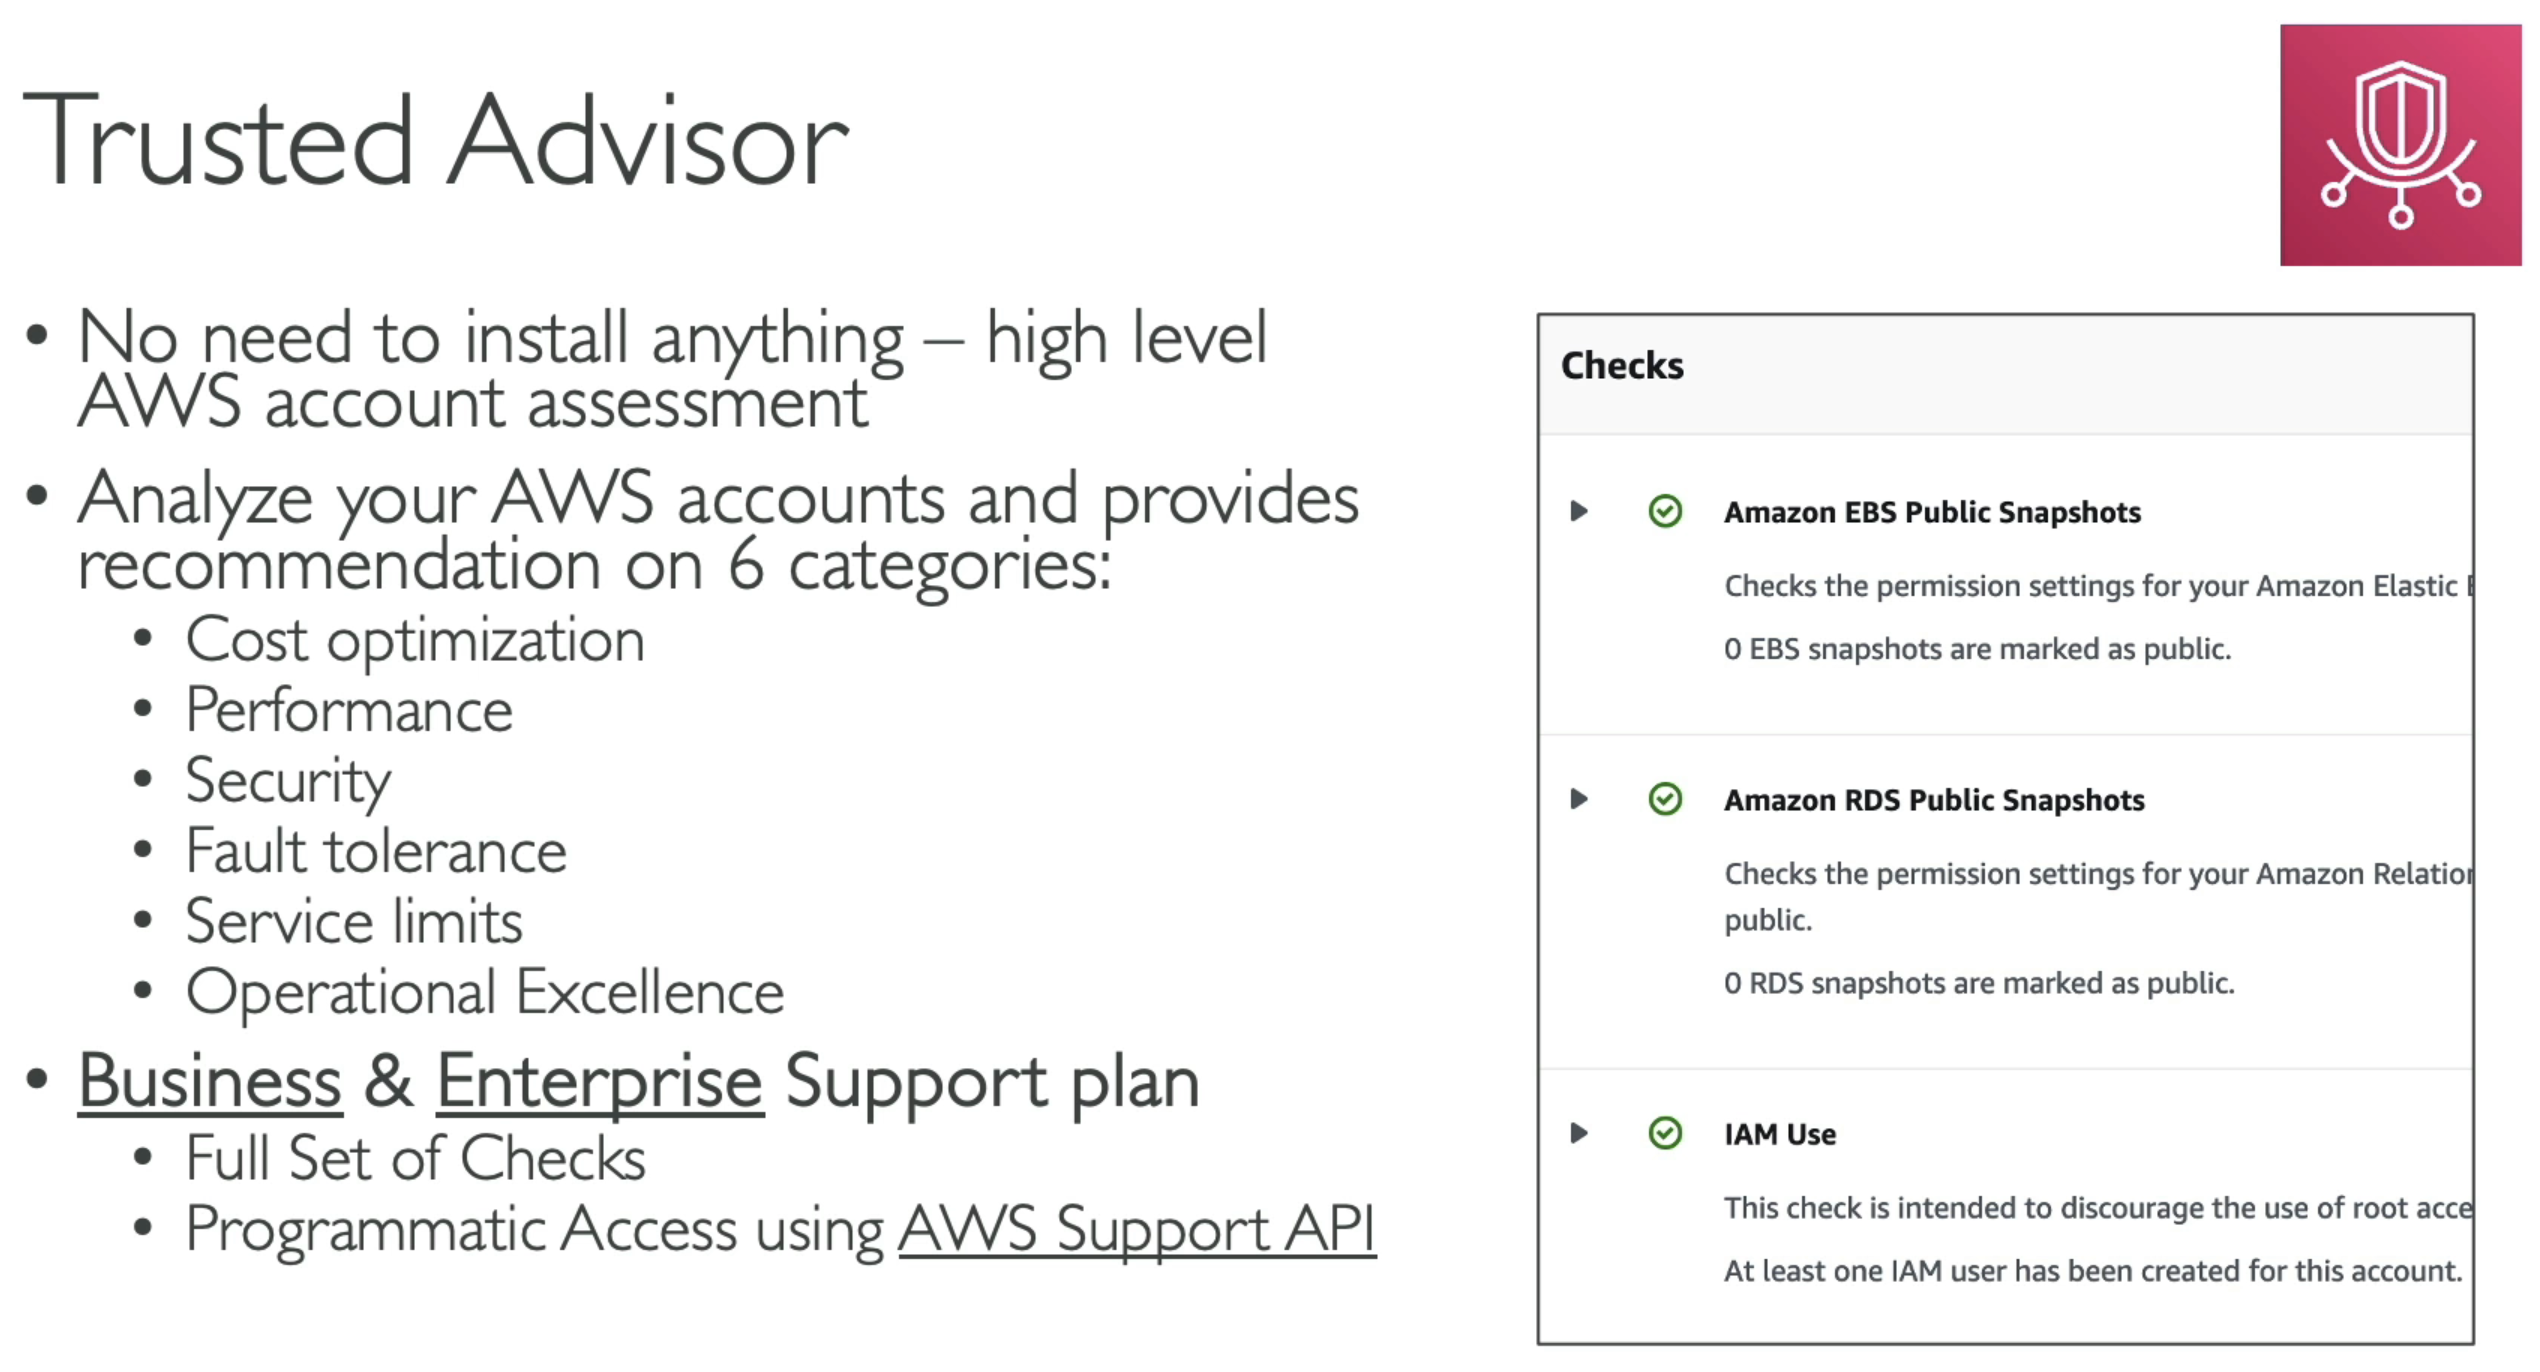 Trusted Advisor
• No need to install anything – high level
AWS account assessment
• Analyze your AWS accounts and provides
recommendation on 6 categories:
• Cost optimization
• Performance
• Security
• Fault tolerance
• Service limits
• Operational Excellence
• Business & Enterprise Support plan
• Full Set of Checks
• Programmatic Access using AWS Support API
Checks
Amazon EBS Public Snapshots
Checks the permission settings for your Amazon Elastic
0 EBS snapshots are marked as public.
Amazon RDS Public Snapshots
Checks the permission settings for your Amazon Relation
public.
0 RDS snapshots are marked as public.
IAM Use
This check is intended to discourage the use of root acce
At least one IAM user has been created for this account.